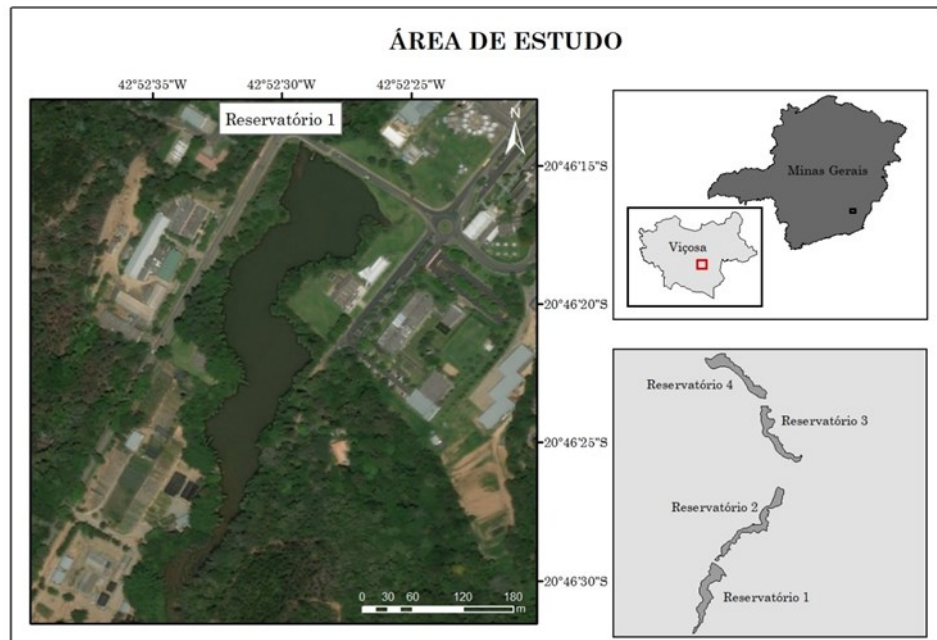 ÁREA DE ESTUDO
42°52'35"W 42°52'30"W 42°52'25"W
Reservatório 1
N
20°46'15"S
20°46'20"S
20°46'25"S
20°46'30"S
0 30 60 120 180
m
Minas Gerais
Viçosa
Reservatório 4
Reservatório 3
Reservatório 2
Reservatório 1